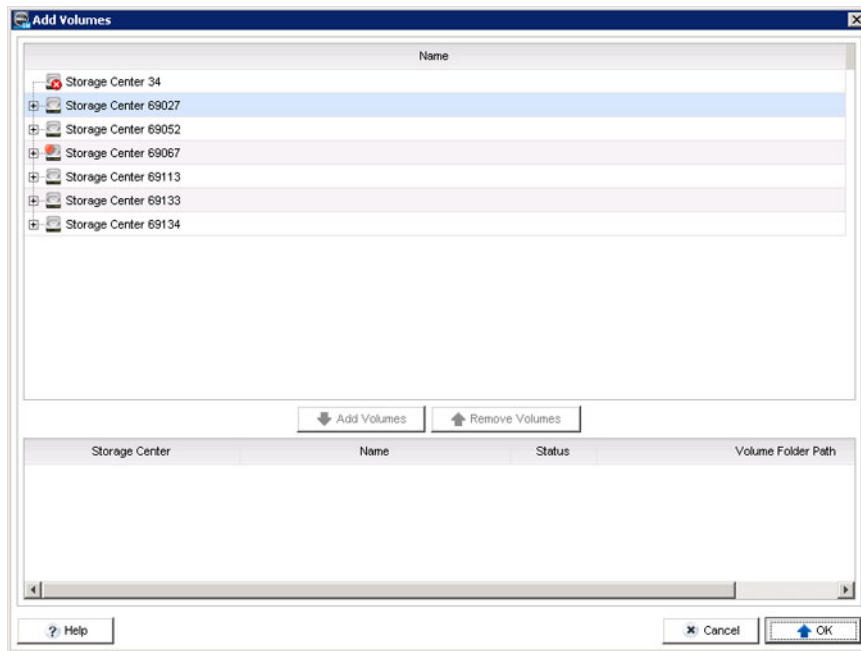 Add Volumes
Name
Storage Center 34
Storage Center 69027
Storage Center 69052
Storage Center 69067
Storage Center 69113
Storage Center 69133
Storage Center 69134
Add Volumes Remove Volumes
Storage Center Name Status Volume Folder Path
Help Cancel OK